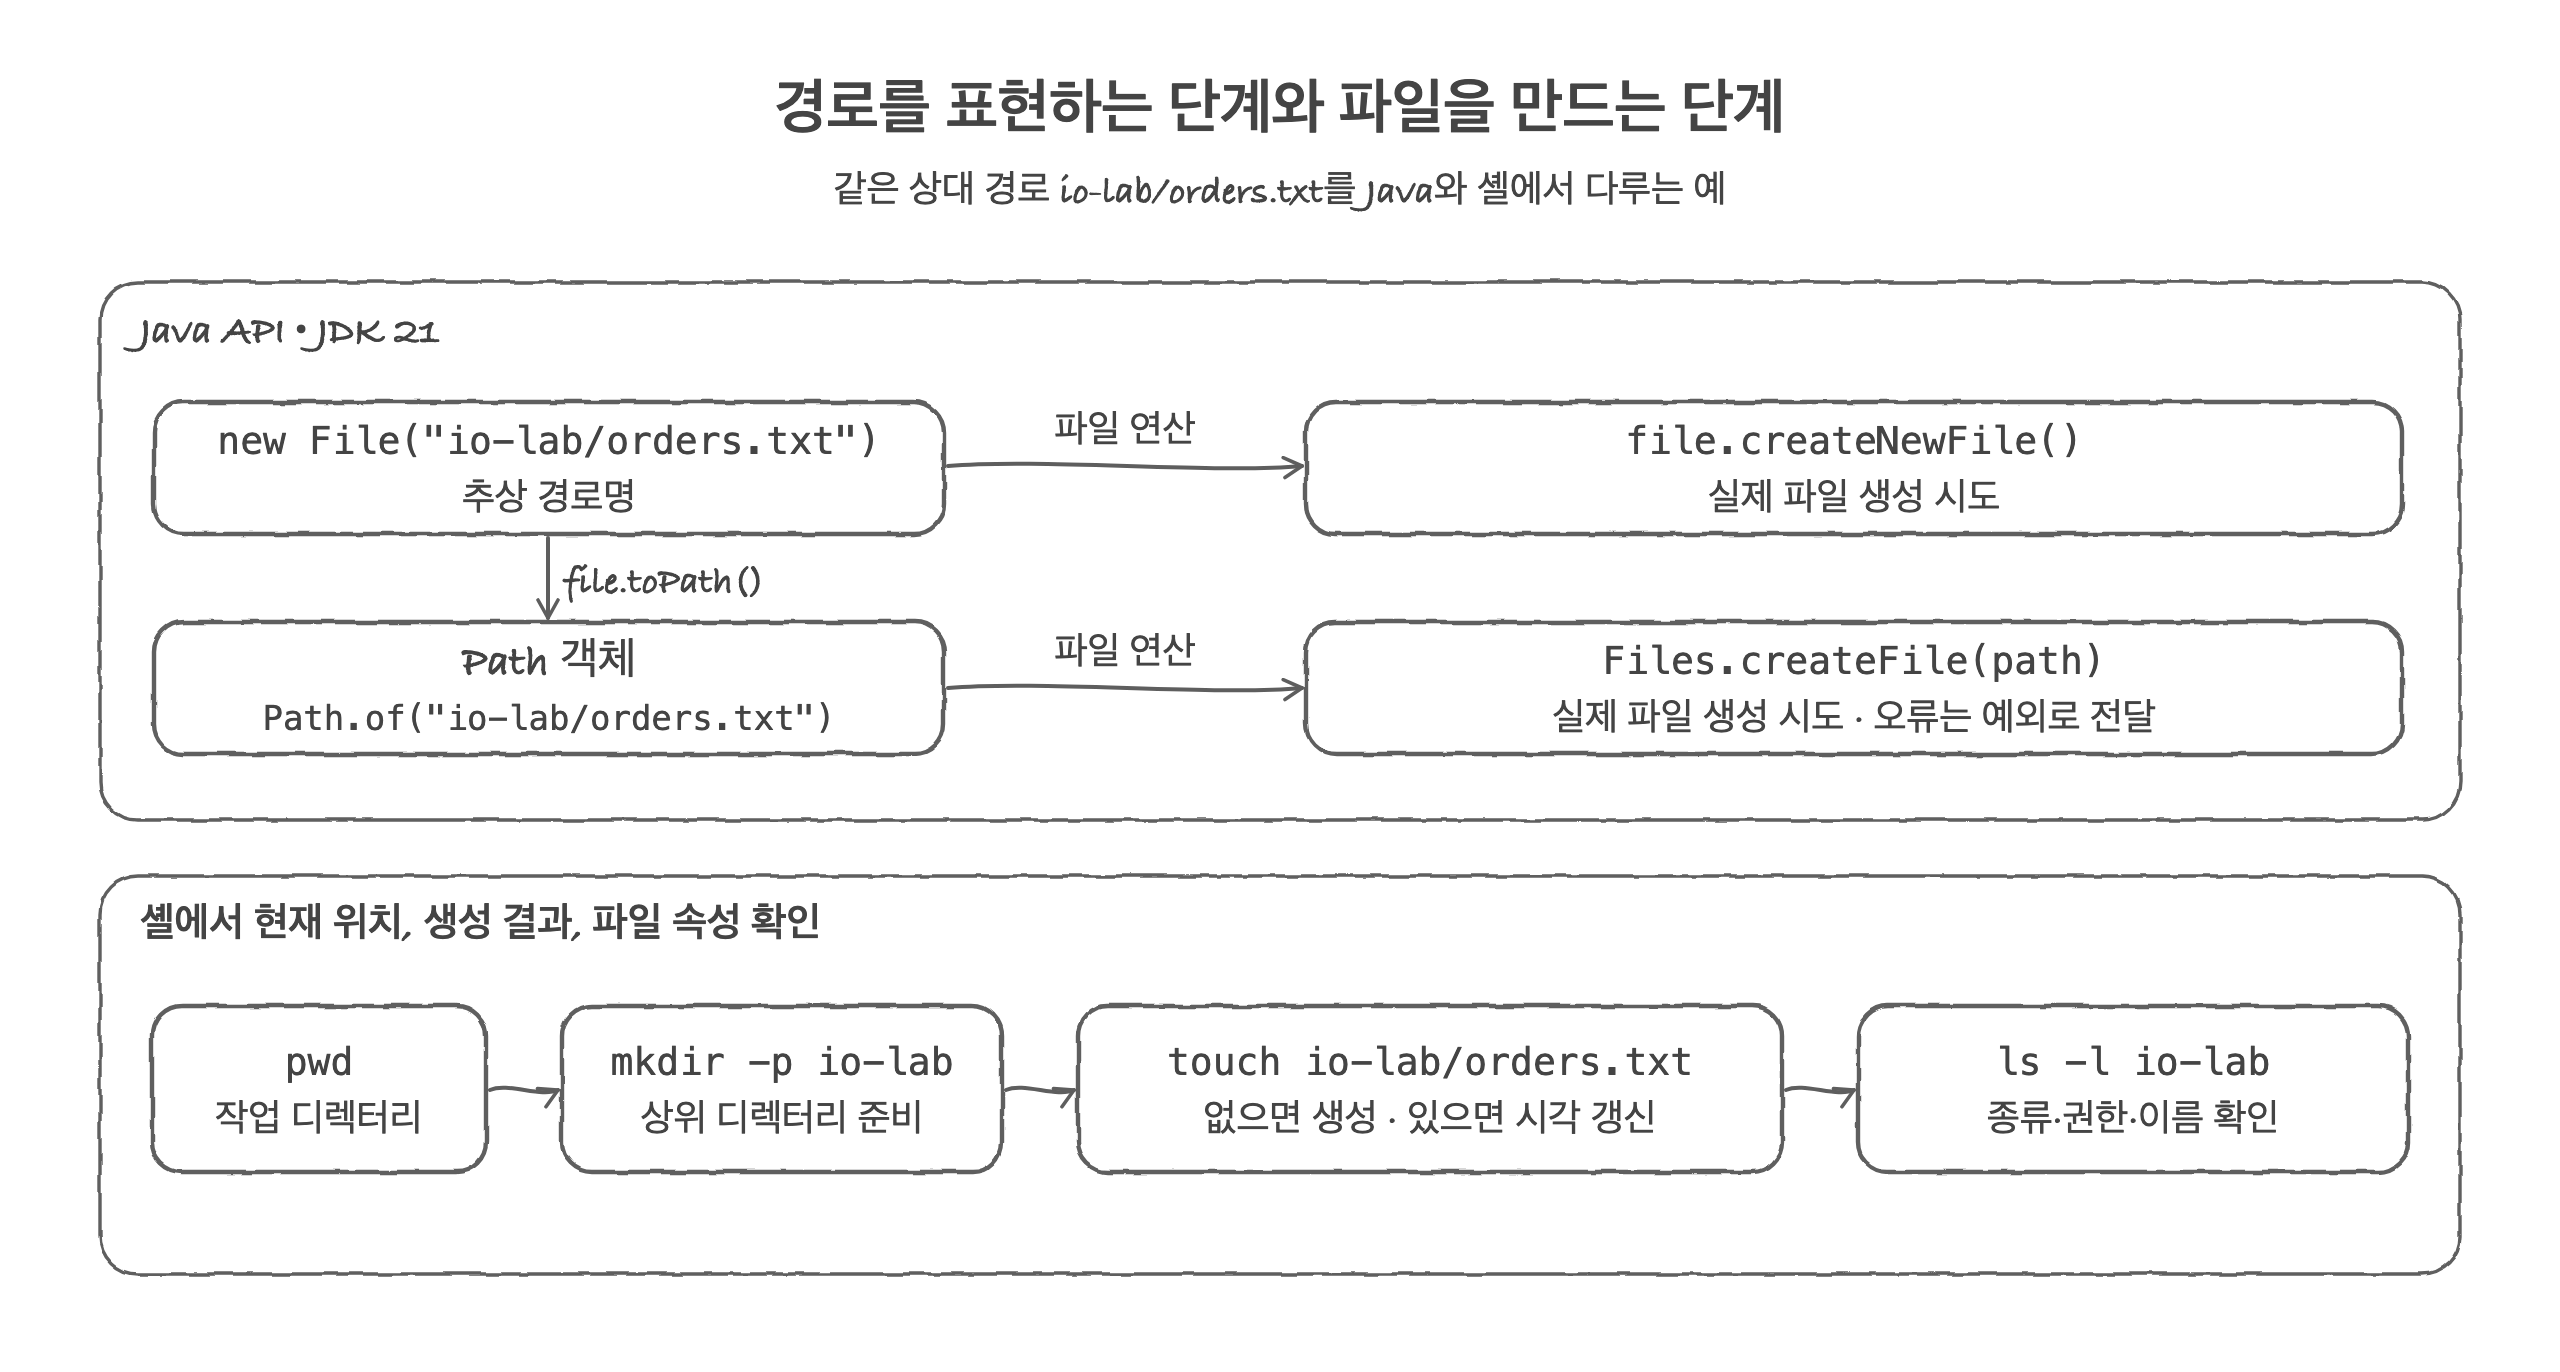 경로를 표현하는 단계와 파일을 만드는 단계
같은 상대 경로 io-lab/orders.txt를 Java와 셸에서 다루는 예
Java API · JDK 21
new File("io-lab/orders.txt")
추상 경로명
파일 연산
file.createNewFile()
실제 파일 생성 시도
file.toPath()
Path 객체
Path.of("io-lab/orders.txt")
파일 연산
Files.createFile(path)
실제 파일 생성 시도 · 오류는 예외로 전달
셸에서 현재 위치, 생성 결과, 파일 속성 확인
pwd
작업 디렉터리
mkdir -p io-lab
상위 디렉터리 준비
touch io-lab/orders.txt
없으면 생성 · 있으면 시각 갱신
ls -l io-lab
종류·권한·이름 확인